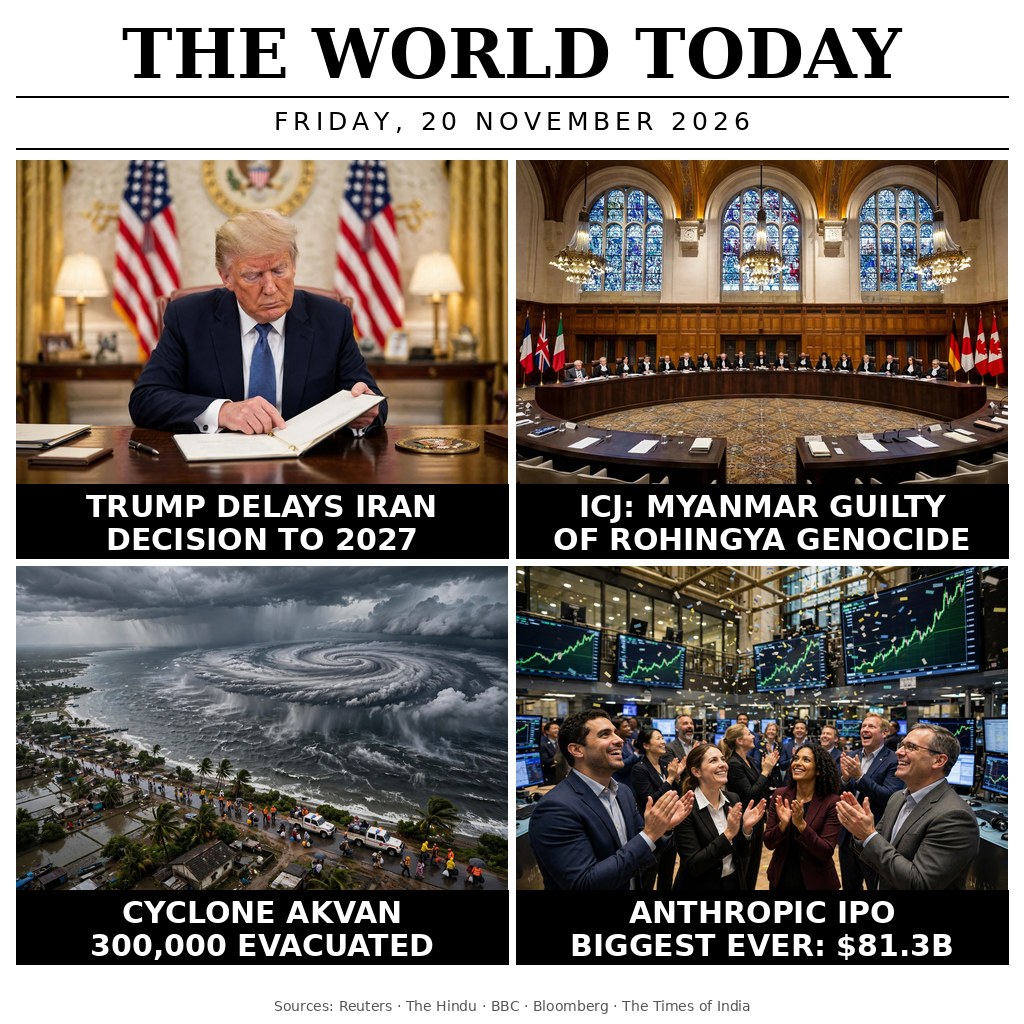 THE WORLD TODAY
FRIDAY, 20 NOVEMBER 2026
TRUMP DELAYS IRAN
DECISION TO 2027
ICJ: MYANMAR GUILTY
OF ROHINGYA GENOCIDE
CYCLONE AKVAN
300,000 EVACUATED
ANTHROPIC IPO
BIGGEST EVER: $81.3B
Sources: Reuters · The Hindu · BBC · Bloomberg · The Times of India